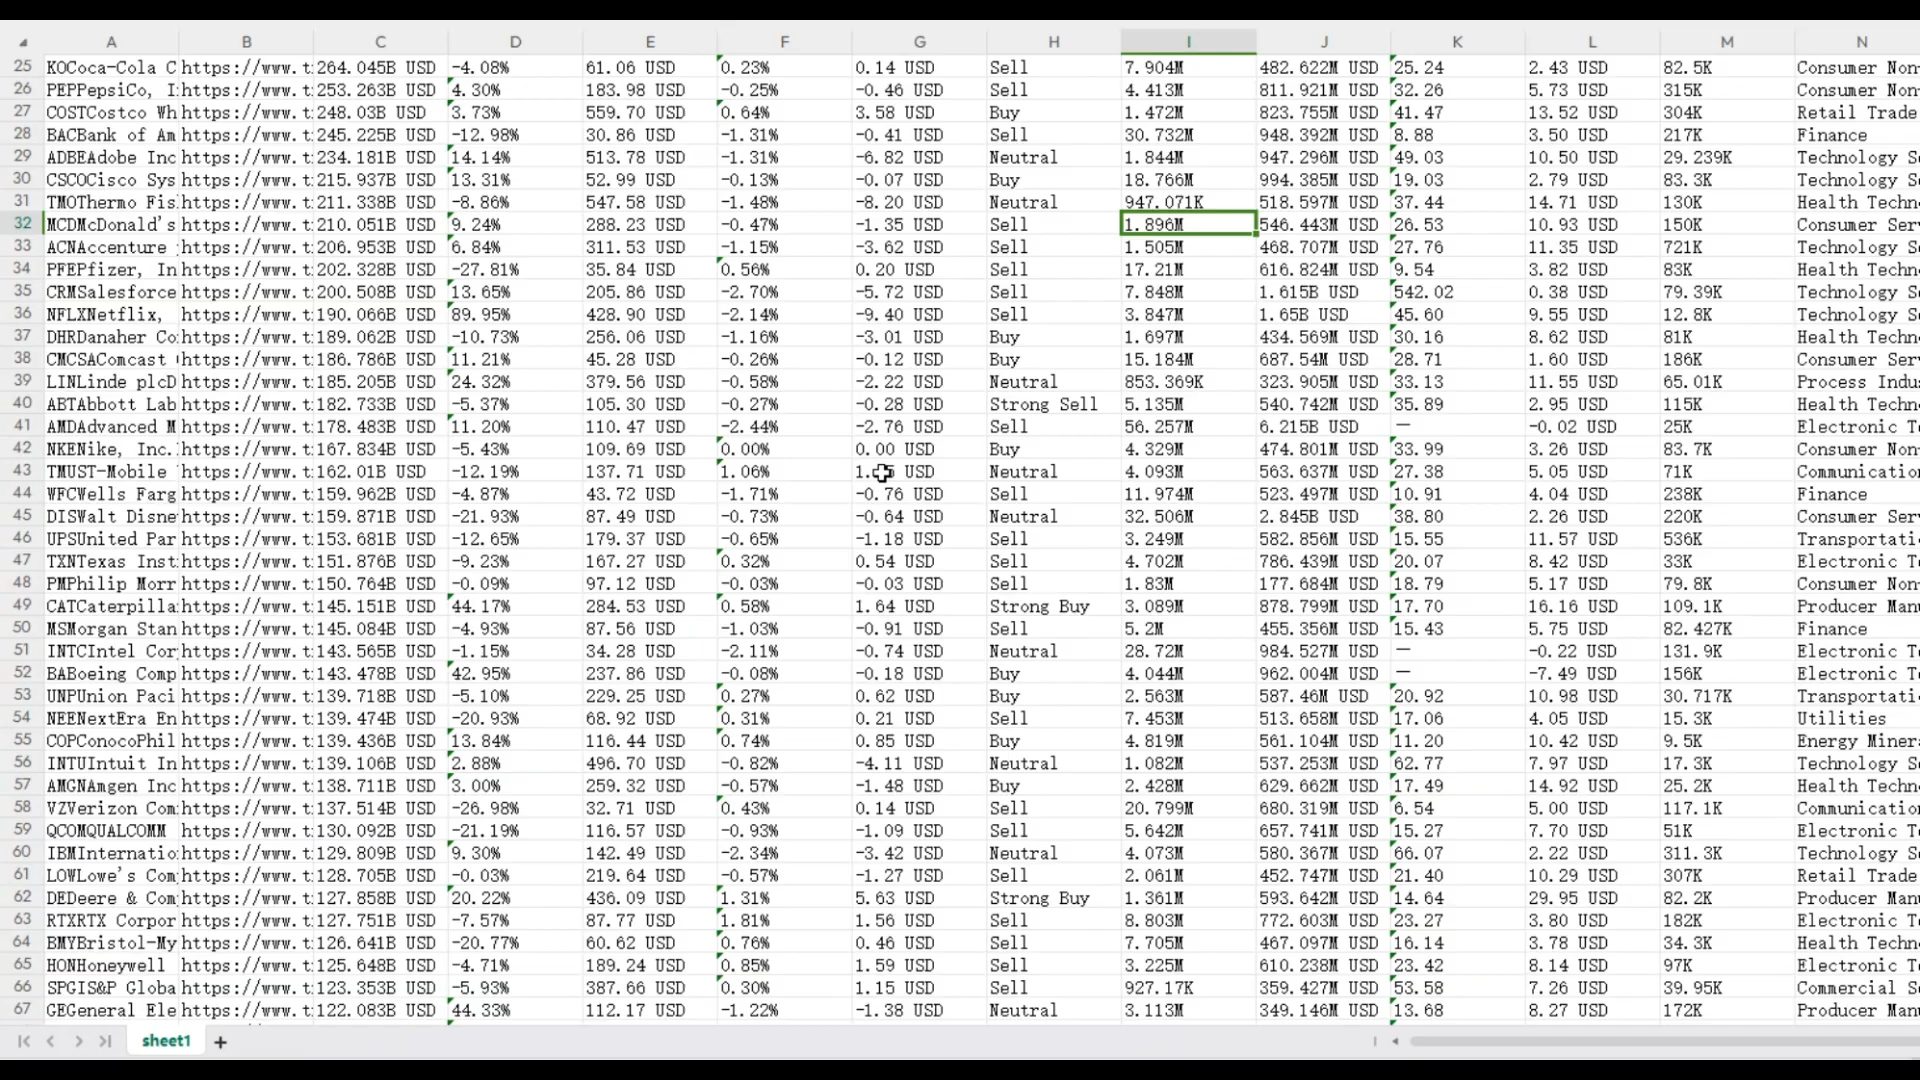 A B C D E F G H I J K L M N
25 KOCoca-Cola C https://www.t 264.045B USD -4.08% 61.06 USD 0.23% 0.14 USD Sell 7.904M 482.622M USD 25.24 2.43 USD 82.5K Consumer Non-
26 PEPPepsiCo, I https://www.t 253.263B USD 4.30% 183.98 USD -0.25% -0.46 USD Sell 4.413M 811.921M USD 32.26 5.73 USD 315K Consumer Non-
27 COSTCostco Wh https://www.t 248.03B USD 3.73% 559.70 USD 0.64% 3.58 USD Buy 1.472M 823.755M USD 41.47 13.52 USD 304K Retail Trade
28 BACBank of Am https://www.t 245.225B USD -12.98% 30.86 USD -1.31% -0.41 USD Sell 30.732M 948.392M USD 8.88 3.50 USD 217K Finance
29 ADBEAdobe Inc https://www.t 234.181B USD 14.14% 513.78 USD -1.31% -6.82 USD Neutral 1.844M 947.296M USD 49.03 10.50 USD 29.239K Technology Se
30 CSCOCisco Sys https://www.t 215.937B USD 13.31% 52.99 USD -0.13% -0.07 USD Buy 18.766M 994.385M USD 19.03 2.79 USD 83.3K Technology Se
31 TMOThermo Fis https://www.t 211.338B USD -8.86% 547.58 USD -1.48% -8.20 USD Neutral 947.071K 518.597M USD 37.44 14.71 USD 130K Health Techn
32 MCDMcDonald's https://www.t 210.051B USD 9.24% 288.23 USD -0.47% -1.35 USD Sell 1.896M 546.443M USD 26.53 10.93 USD 150K Consumer Serv
33 ACNAccenture https://www.t 206.953B USD 6.84% 311.53 USD -1.15% -3.62 USD Sell 1.505M 468.707M USD 27.76 11.35 USD 721K Technology Se
34 PFEPfizer, In https://www.t 202.328B USD -27.81% 35.84 USD 0.56% 0.20 USD Sell 17.21M 616.824M USD 9.54 3.82 USD 83K Health Techn
35 CRMSalesforce https://www.t 200.508B USD 13.65% 205.86 USD -2.70% -5.72 USD Sell 7.848M 1.615B USD 542.02 0.38 USD 79.39K Technology Se
36 NFLXNetflix, https://www.t 190.066B USD 89.95% 428.90 USD -2.14% -9.40 USD Sell 3.847M 1.65B USD 45.60 9.55 USD 12.8K Technology Se
37 DHRDanaher Co https://www.t 189.062B USD -10.73% 256.06 USD -1.16% -3.01 USD Buy 1.697M 434.569M USD 30.16 8.62 USD 81K Health Techn
38 CMCSAComcast https://www.t 186.786B USD 11.21% 45.28 USD -0.26% -0.12 USD Buy 15.184M 687.54M USD 28.71 1.60 USD 186K Consumer Serv
39 LINLinde plcD https://www.t 185.205B USD 24.32% 379.56 USD -0.58% -2.22 USD Neutral 853.369K 323.905M USD 33.13 11.55 USD 65.01K Process Indus
40 ABTAbbott Lab https://www.t 182.733B USD -5.37% 105.30 USD -0.27% -0.28 USD Strong Sell 5.135M 540.742M USD 35.89 2.95 USD 115K Health Techn
41 AMDAdvanced M https://www.t 178.483B USD 11.20% 110.47 USD -2.44% -2.76 USD Sell 56.257M 6.215B USD — -0.02 USD 25K Electronic Te
42 NKENike, Inc. https://www.t 167.834B USD -5.43% 109.69 USD 0.00% 0.00 USD Buy 4.329M 474.801M USD 33.99 3.26 USD 83.7K Consumer Non-
43 TMUST-Mobile https://www.t 162.01B USD -12.19% 137.71 USD 1.06% USD Neutral 4.093M 563.637M USD 27.38 5.05 USD 71K Communication
44 WFCWells Farg https://www.t 159.962B USD -4.87% 43.72 USD -1.71% -0.76 USD Sell 11.974M 523.497M USD 10.91 4.04 USD 238K Finance
45 DISWalt Disne https://www.t 159.871B USD -21.93% 87.49 USD -0.73% -0.64 USD Neutral 32.506M 2.845B USD 38.80 2.26 USD 220K Consumer Serv
46 UPSUnited Par https://www.t 153.681B USD -12.65% 179.37 USD -0.65% -1.18 USD Sell 3.249M 582.856M USD 15.55 11.57 USD 536K Transportati
47 TXNTexas Inst https://www.t 151.876B USD -9.23% 167.27 USD 0.32% 0.54 USD Sell 4.702M 786.439M USD 20.07 8.42 USD 33K Electronic Te
48 PMPhilip Morr https://www.t 150.764B USD -0.09% 97.12 USD -0.03% -0.03 USD Sell 1.83M 177.684M USD 18.79 5.17 USD 79.8K Consumer Non-
49 CATCaterpilla https://www.t 145.151B USD 44.17% 284.53 USD 0.58% 1.64 USD Strong Buy 3.089M 878.799M USD 17.70 16.16 USD 109.1K Producer Manu
50 MSMorgan Stan https://www.t 145.084B USD -4.93% 87.56 USD -1.03% -0.91 USD Sell 5.2M 455.356M USD 15.43 5.75 USD 82.427K Finance
51 INTCIntel Cor https://www.t 143.565B USD -1.15% 34.28 USD -2.11% -0.74 USD Neutral 28.72M 984.527M USD — -0.22 USD 131.9K Electronic Te
52 BABoeing Comp https://www.t 143.478B USD 42.95% 237.86 USD -0.08% -0.18 USD Buy 4.044M 962.004M USD — -7.49 USD 156K Electronic Te
53 UNPUnion Paci https://www.t 139.718B USD -5.10% 229.25 USD 0.27% 0.62 USD Buy 2.563M 587.46M USD 20.92 10.98 USD 30.717K Transportati
54 NEENextEra En https://www.t 139.474B USD -20.93% 68.92 USD 0.31% 0.21 USD Sell 7.453M 513.658M USD 17.06 4.05 USD 15.3K Utilities
55 COPConocoPhil https://www.t 139.436B USD 13.84% 116.44 USD 0.74% 0.85 USD Buy 4.819M 561.104M USD 11.20 10.42 USD 9.5K Energy Minera
56 INTUIntuit In https://www.t 139.106B USD 2.88% 496.70 USD -0.82% -4.11 USD Neutral 1.082M 537.253M USD 62.77 7.97 USD 17.3K Technology Se
57 AMGNAmgen Inc https://www.t 138.711B USD 3.00% 259.32 USD -0.57% -1.48 USD Buy 2.428M 629.662M USD 17.49 14.92 USD 25.2K Health Techn
58 VZVerizon Com https://www.t 137.514B USD -26.98% 32.71 USD 0.43% 0.14 USD Sell 20.799M 680.319M USD 6.54 5.00 USD 117.1K Communication
59 QCOMQUALCOMM https://www.t 130.092B USD -21.19% 116.57 USD -0.93% -1.09 USD Sell 5.642M 657.741M USD 15.27 7.70 USD 51K Electronic Te
60 IBMInternatio https://www.t 129.809B USD 9.30% 142.49 USD -2.34% -3.42 USD Neutral 4.073M 580.367M USD 66.07 2.22 USD 311.3K Technology Se
61 LOWLowe's Com https://www.t 128.705B USD -0.03% 219.64 USD -0.57% -1.27 USD Sell 2.061M 452.747M USD 21.40 10.29 USD 307K Retail Trade
62 DEDeere & Com https://www.t 127.858B USD 20.22% 436.09 USD 1.31% 5.63 USD Strong Buy 1.361M 593.642M USD 14.64 29.95 USD 82.2K Producer Manu
63 RTXRTX Corpor https://www.t 127.751B USD -7.57% 87.77 USD 1.81% 1.56 USD Sell 8.803M 772.603M USD 23.27 3.80 USD 182K Electronic Te
64 BMYBristol-My https://www.t 126.641B USD -20.77% 60.62 USD 0.76% 0.46 USD Sell 7.705M 467.097M USD 16.14 3.78 USD 34.3K Health Techn
65 HONHoneywell https://www.t 125.648B USD -4.71% 189.24 USD 0.85% 1.59 USD Sell 3.225M 610.238M USD 23.42 8.14 USD 97K Electronic Te
66 SPGIS&P Globa https://www.t 123.353B USD -5.93% 387.66 USD 0.30% 1.15 USD Sell 927.17K 359.427M USD 53.58 7.26 USD 39.95K Commercial Se
67 GEGeneral Ele https://www.t 122.083B USD 44.33% 112.17 USD -1.22% -1.38 USD Neutral 3.113M 349.146M USD 13.68 8.27 USD 172K Producer Manu
sheet1